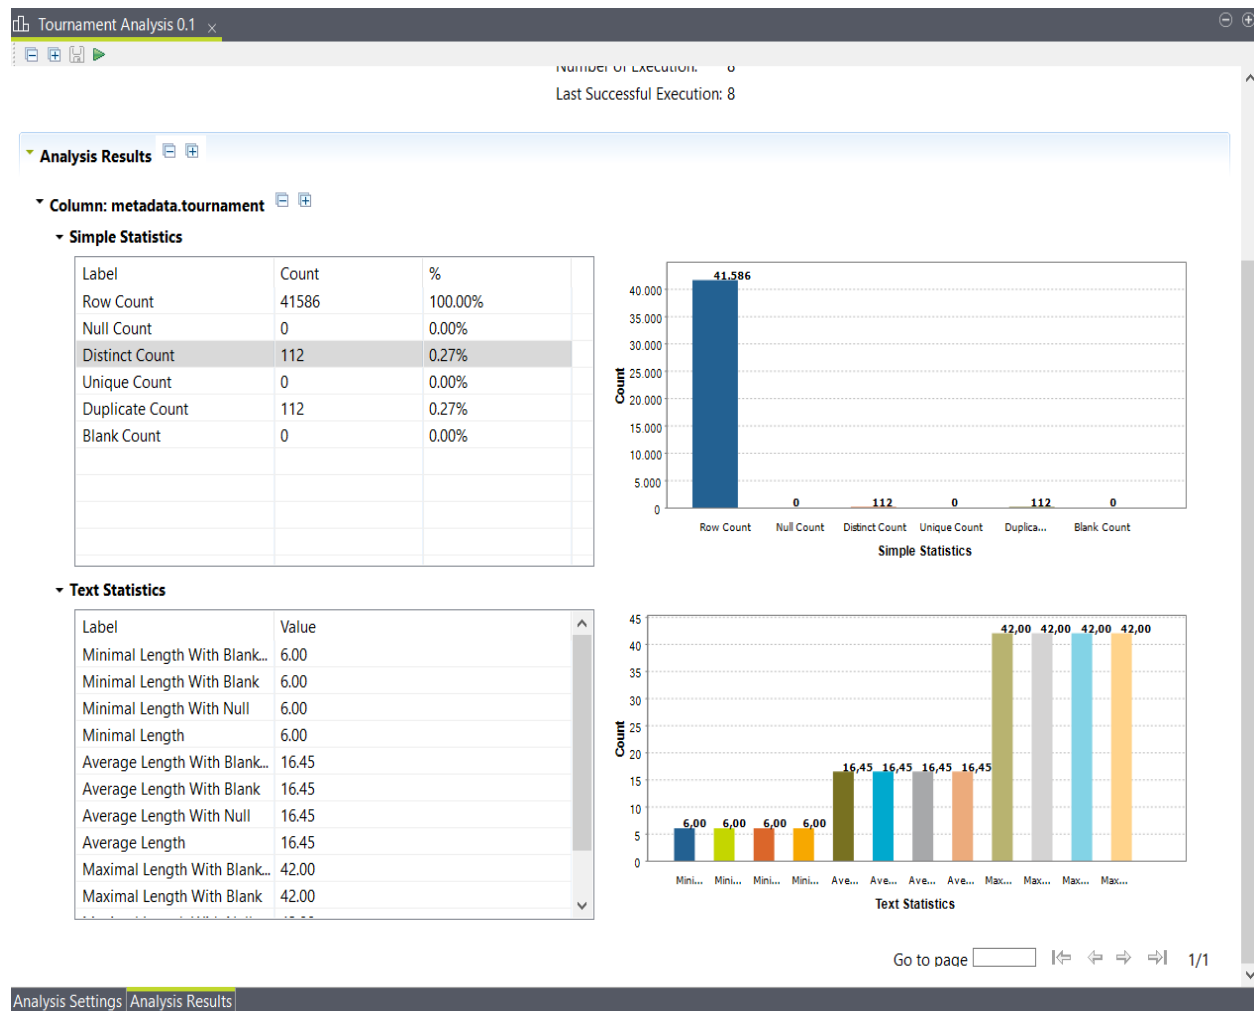 Tournament Analysis 0.1
Number Of Execution: 8
Last Successful Execution: 8
Analysis Results
Column: metadata.tournament
Simple Statistics
Label Count %
Row Count 41586 100.00%
Null Count 0 0.00%
Distinct Count 112 0.27%
Unique Count 0 0.00%
Duplicate Count 112 0.27%
Blank Count 0 0.00%
41.586
40.000
35.000
30.000
25.000
20.000
15.000
10.000
5.000
0
Count
0 112 0 112 0
Row Count Null Count Distinct Count Unique Count Duplica... Blank Count
Simple Statistics
Text Statistics
Label Value
Minimal Length With Blank... 6.00
Minimal Length With Blank 6.00
Minimal Length With Null 6.00
Minimal Length 6.00
Average Length With Blank... 16.45
Average Length With Blank 16.45
Average Length With Null 16.45
Average Length 16.45
Maximal Length With Blank... 42.00
Maximal Length With Blank 42.00
45
40
35
30
25
20
15
10
5
0
Count
6,00 6,00 6,00 6,00 16,45 16,45 16,45 16,45 42,00 42,00 42,00 42,00
Mini... Mini... Mini... Mini... Ave... Ave... Ave... Ave... Max... Max... Max... Max...
Text Statistics
Go to page 1/1
Analysis Settings Analysis Results